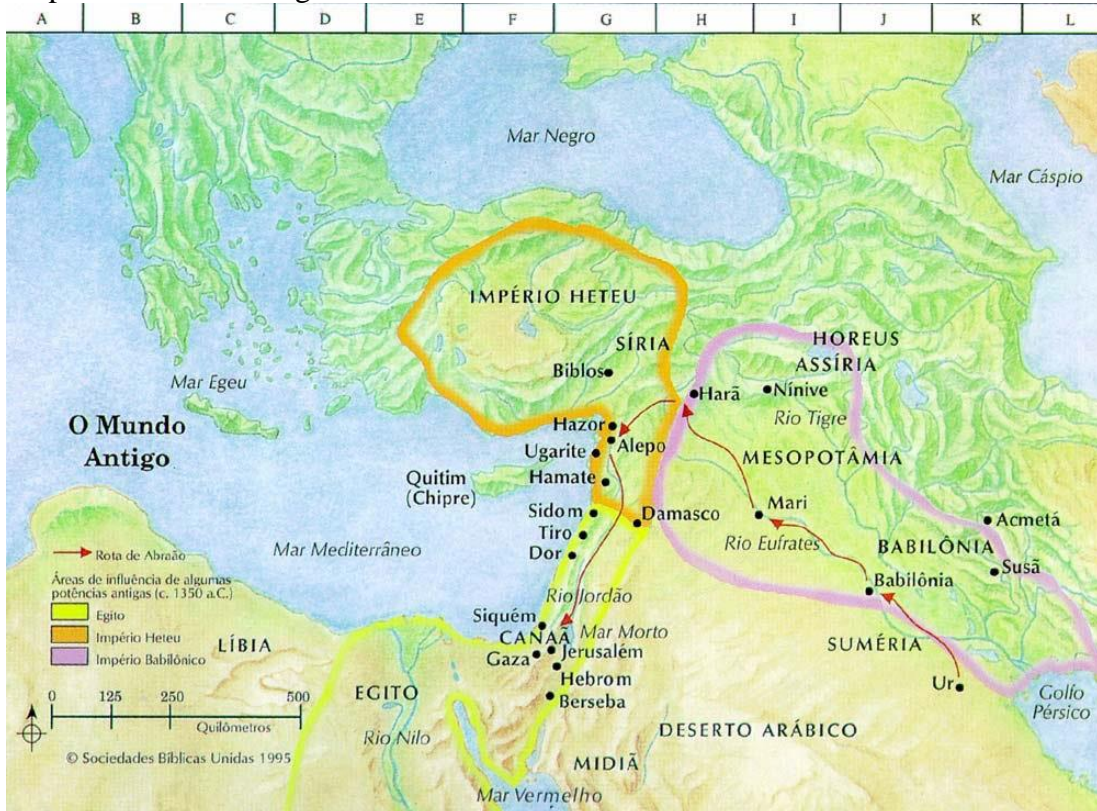 A B C D E F G H I J K L
Mar Negro
Mar Cáspio
IMPÉRIO HETEU
SÍRIA
HOREUS
ASSÍRIA
Biblos
Harã
Nínive
Mar Egeu
Rio Tigre
O Mundo
Antigo
Hazor
Alepo
Ugarite
MESOPOTÂMIA
Quitim
(Chipre)
Hamate
Sidom
Damasco
Mari
Acmetá
Tiro
Rio Eufrates
BABILÔNIA
Mar Mediterrâneo
Dor
Susã
Rota de Abraão
Babilônia
Áreas de influência de algumas
potências antigas (c. 1350 a.C.)
Rio Jordão
Egito
Siquém
Império Heteu
LÍBIA
CANAÃ
Mar Morto
SUMÉRIA
Império Babilônico
Gaza
Jerusalém
Hebrom
Ur
Golfo
Pérsico
EGITO
Berseba
0 125 250 500
Quilômetros
Rio Nilo
DESERTO ARÁBICO
© Sociedades Bíblicas Unidas 1995
MIDIÃ
Mar Vermelho